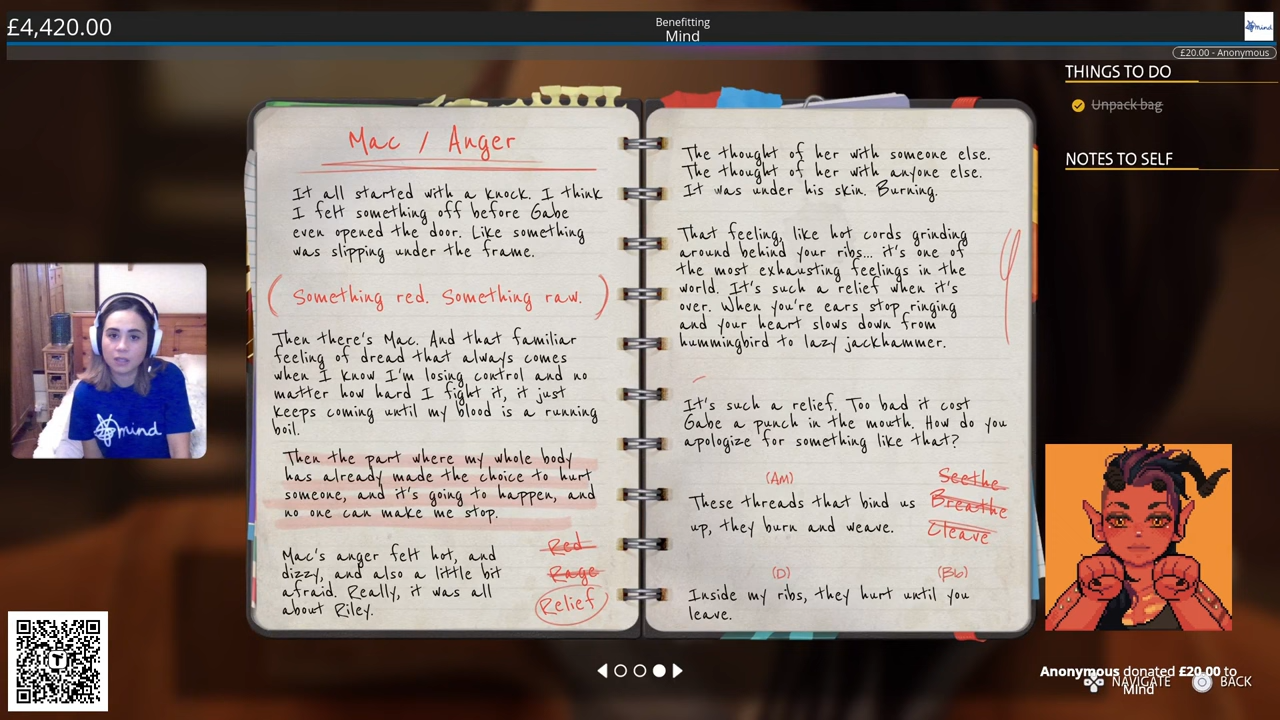 £4,420.00
Benefitting
Mind
mind
£20.00 - Anonymous
THINGS TO DO
Unpack bag
NOTES TO SELF
Mac / Anger
It all started with a knock. I think
I felt something off before Gabe
even opened the door. Like something
was slipping under the frame.
(Something red. Something raw.)
Then there's Mac. And that familiar
feeling of dread that always comes
when I know I'm losing control and no
matter how hard I fight it, it just
keeps coming until my blood is a running
boil.
Then the part where my whole body
has already made the choice to hurt
someone, and it's going to happen, and
no one can make me stop.
Mac's anger felt hot, and
dizzy, and also a little bit
afraid. Really, it was all
about Riley.
Red
Rage
Relief
The thought of her with someone else.
The thought of her with anyone else.
It was under his skin. Burning.
That feeling, like hot cords grinding
around behind your ribs... it's one of
the most exhausting feelings in the
world. It's such a relief when it's
over. When you're ears stop ringing
and your heart slows down from
hummingbird to lazy jackhammer.
It's such a relief. Too bad it cost
Gabe a punch in the mouth. How do you
apologize for something like that?
(AM)
These threads that bind us
up, they burn and weave.
Seethe
Breathe
Cleave
(D)
(Bb)
Inside my ribs, they hurt until you
leave.
mind
Anonymous donated £20.00 to
Mind
NAVIGATE
BACK